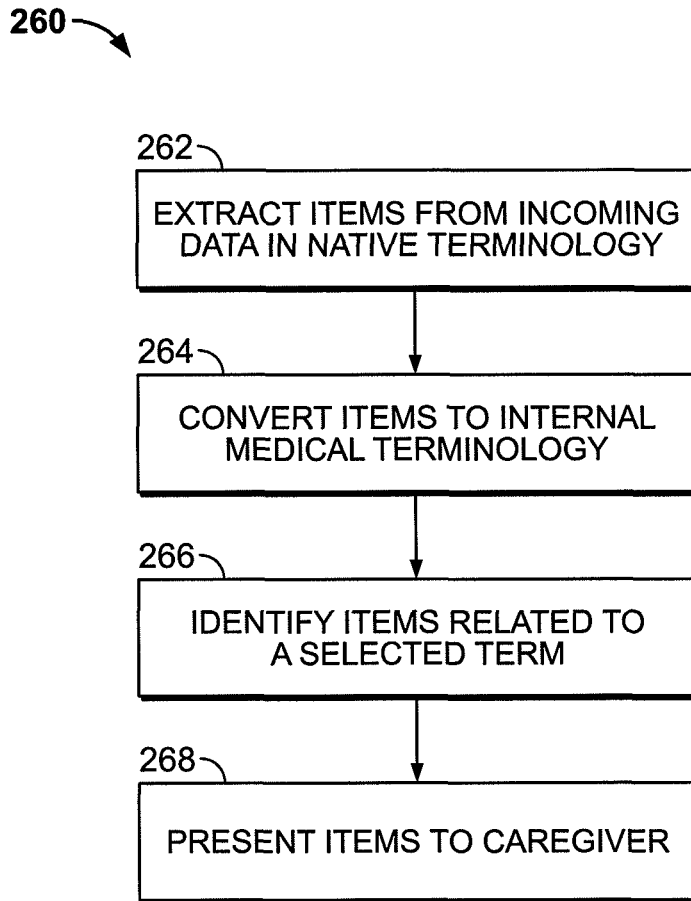 260
262
EXTRACT ITEMS FROM INCOMING
DATA IN NATIVE TERMINOLOGY
264
CONVERT ITEMS TO INTERNAL
MEDICAL TERMINOLOGY
266
IDENTIFY ITEMS RELATED TO
A SELECTED TERM
268
PRESENT ITEMS TO CAREGIVER